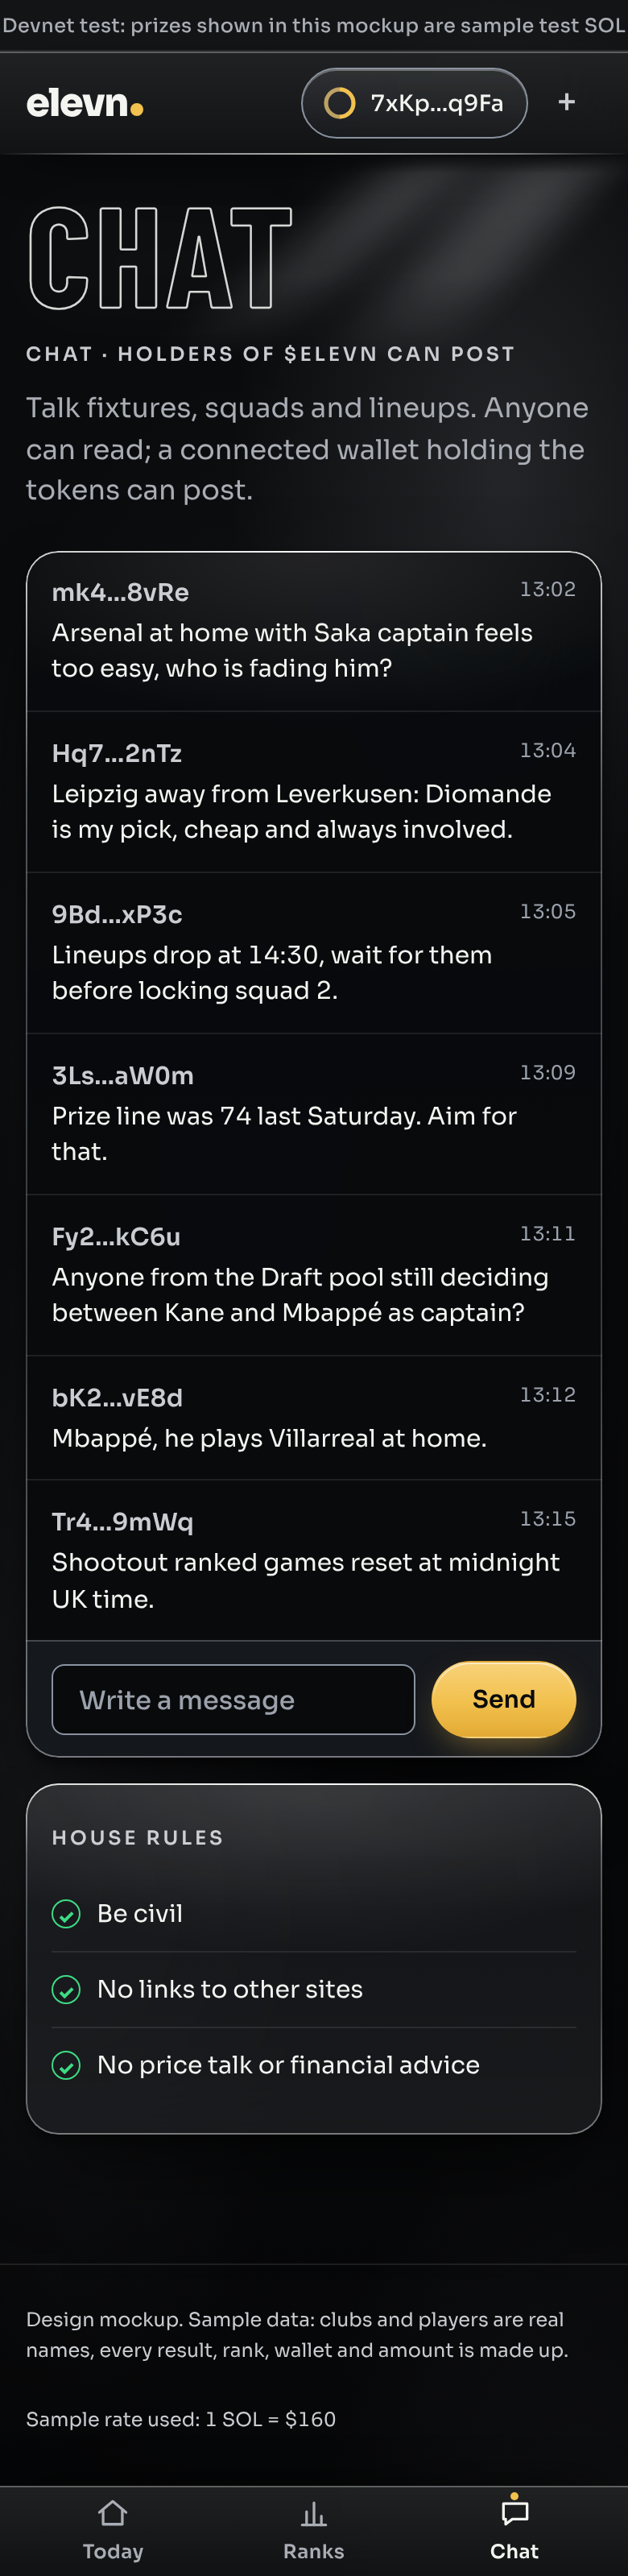 Devnet test: prizes shown in this mockup are sample test SOL
elevn.
7xKp...q9Fa
+
CHAT
CHAT · HOLDERS OF $ELEVN CAN POST
Talk fixtures, squads and lineups. Anyone
can read; a connected wallet holding the
tokens can post.
mk4...8vRe
13:02
Arsenal at home with Saka captain feels
too easy, who is fading him?
Hq7...2nTz
13:04
Leipzig away from Leverkusen: Diomande
is my pick, cheap and always involved.
9Bd...xP3c
13:05
Lineups drop at 14:30, wait for them
before locking squad 2.
3Ls...aW0m
13:09
Prize line was 74 last Saturday. Aim for
that.
Fy2...kC6u
13:11
Anyone from the Draft pool still deciding
between Kane and Mbappé as captain?
bK2...vE8d
13:12
Mbappé, he plays Villarreal at home.
Tr4...9mWq
13:15
Shootout ranked games reset at midnight
UK time.
Write a message
Send
HOUSE RULES
Be civil
No links to other sites
No price talk or financial advice
Design mockup. Sample data: clubs and players are real
names, every result, rank, wallet and amount is made up.
Sample rate used: 1 SOL = $160
Today
Ranks
Chat